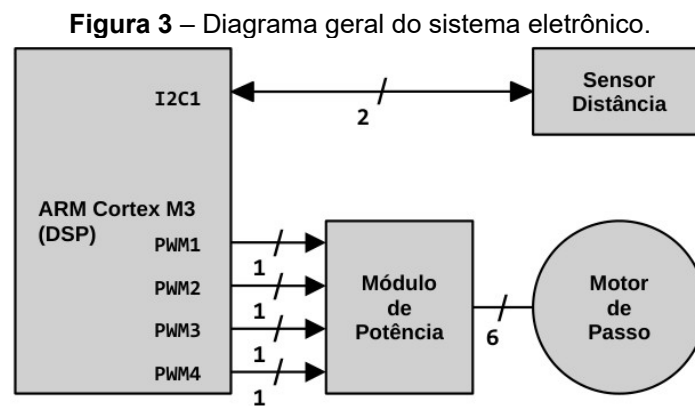 Figura 3 – Diagrama geral do sistema eletrônico.
I2C1
2
Sensor
Distância
ARM Cortex M3
(DSP)
PWM1
1
PWM2
1
PWM3
1
PWM4
1
Módulo
de
Potência
6
Motor
de
Passo